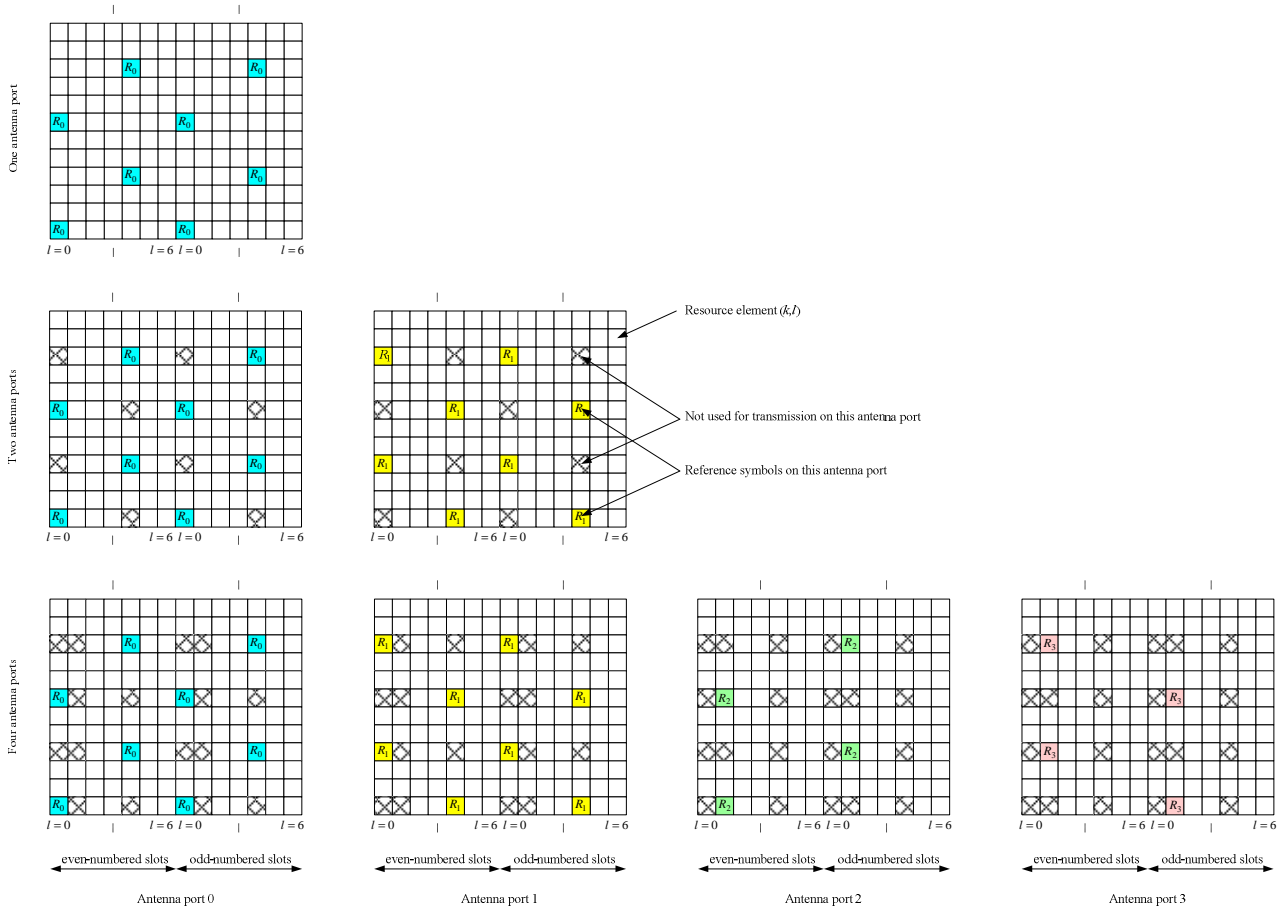 One antenna port
R0 R0
R0 R0
R0 R0
R0 R0
l = 0 l = 6 l = 0 l = 6
Two antenna ports
R0 R0
R0 R0
R0 R0
R0 R0
l = 0 l = 6 l = 0 l = 6
R1 R1
R1 R1
R1 R1
R1 R1
l = 0 l = 6 l = 0 l = 6
Resource element (k,l)
Not used for transmission on this antenna port
Reference symbols on this antenna port
Four antenna ports
R0 R0
R0 R0
R0 R0
R0 R0
l = 0 l = 6 l = 0 l = 6
R1 R1
R1 R1
R1 R1
R1 R1
l = 0 l = 6 l = 0 l = 6
R2
R2
R2
R2
l = 0 l = 6 l = 0 l = 6
R3
R3
R3
R3
l = 0 l = 6 l = 0 l = 6
even-numbered slots odd-numbered slots
even-numbered slots odd-numbered slots
even-numbered slots odd-numbered slots
even-numbered slots odd-numbered slots
Antenna port 0
Antenna port 1
Antenna port 2
Antenna port 3